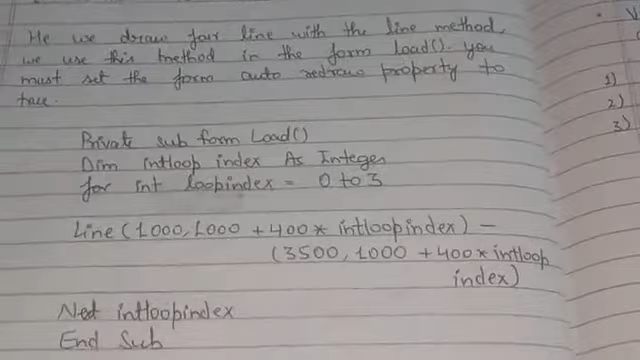 He we draw four line with the line method.
we use this method in the form Load(). you
must set the form auto redraw property to
true.
Private sub form Load()
Dim intloop index As Integer
for int loopindex = 0 to 3
Line (1000, 1000 + 400 * intloopindex) -
(3500, 1000 + 400 * intloop
index)
Next intloopindex
End Sub
1)
2)
3)